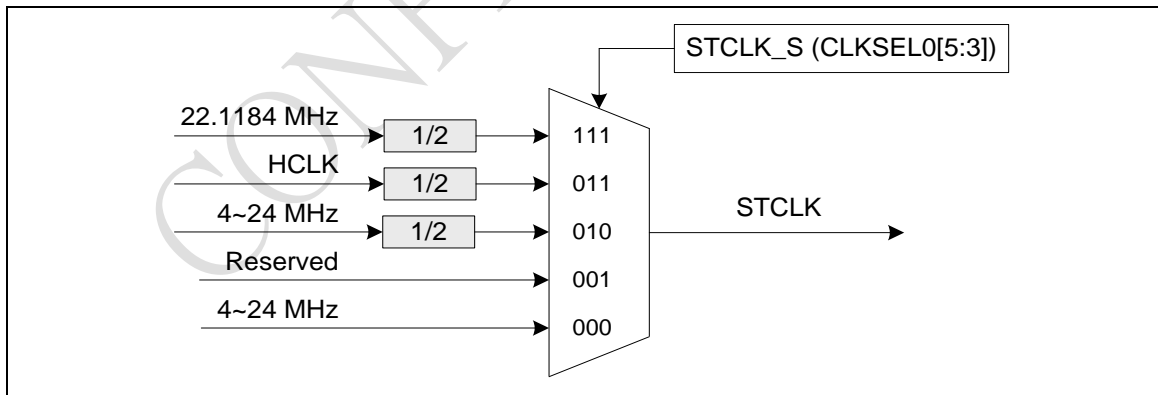 STCLK_S (CLKSEL0[5:3])
22.1184 MHz
1/2
111
HCLK
1/2
011
4~24 MHz
1/2
010
STCLK
Reserved
001
4~24 MHz
000